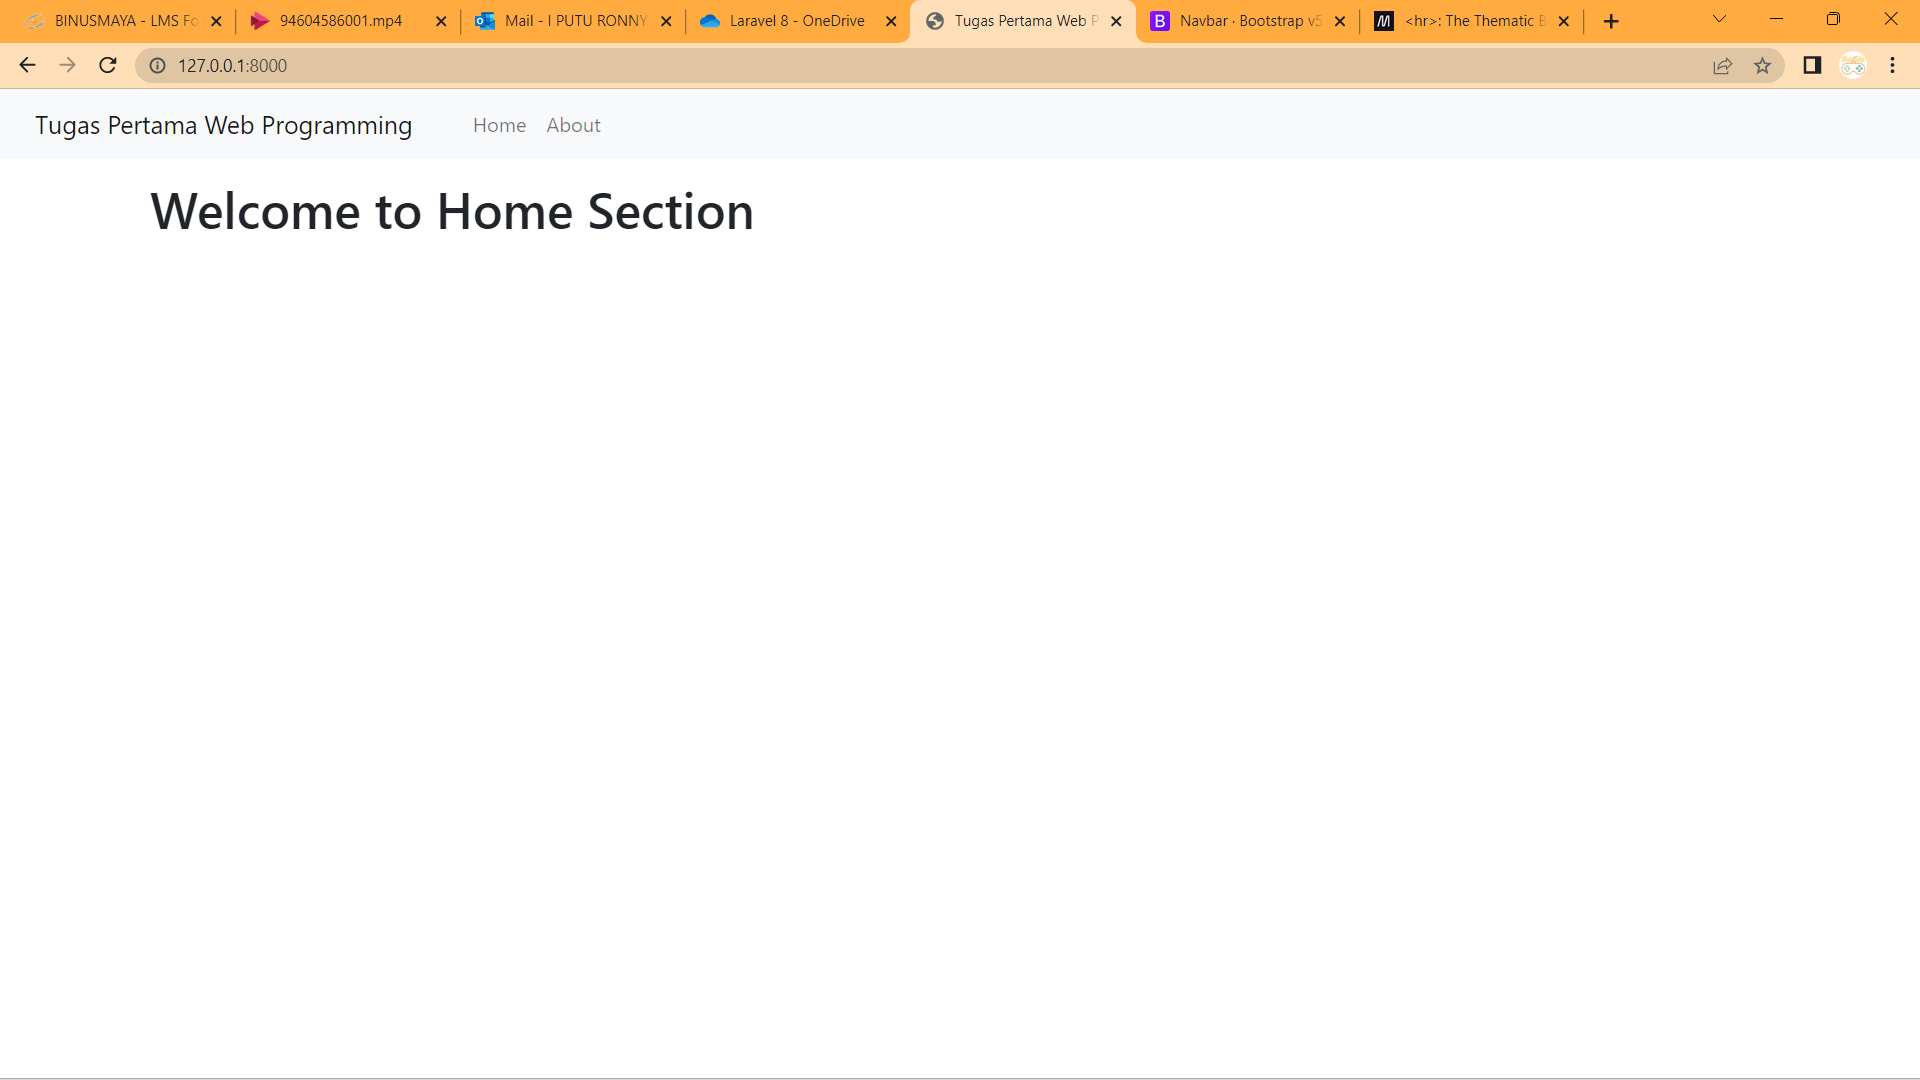 BINUSMAYA - LMS Fo
94604586001.mp4
Mail - I PUTU RONNY
Laravel 8 - OneDrive
Tugas Pertama Web P
B
Navbar · Bootstrap v5
<hr>: The Thematic B
127.0.0.1:8000
Tugas Pertama Web Programming
Home
About
Welcome to Home Section